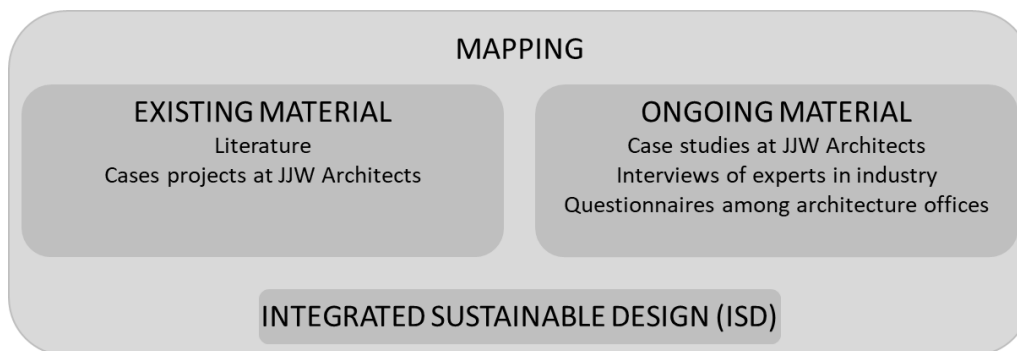 MAPPING
EXISTING MATERIAL
Literature
Cases projects at JJW Architects
ONGOING MATERIAL
Case studies at JJW Architects
Interviews of experts in industry
Questionnaires among architecture offices
INTEGRATED SUSTAINABLE DESIGN (ISD)